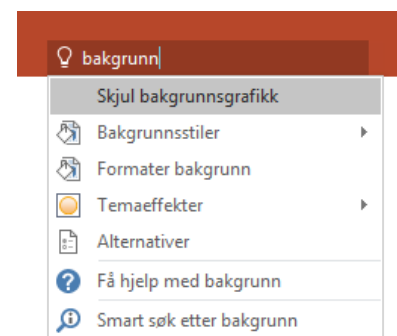 bakgrunn
Skjul bakgrunnsgrafikk
Bakgrunnsstiler
Formater bakgrunn
Temaeffekter
Alternativer
Få hjelp med bakgrunn
Smart søk etter bakgrunn